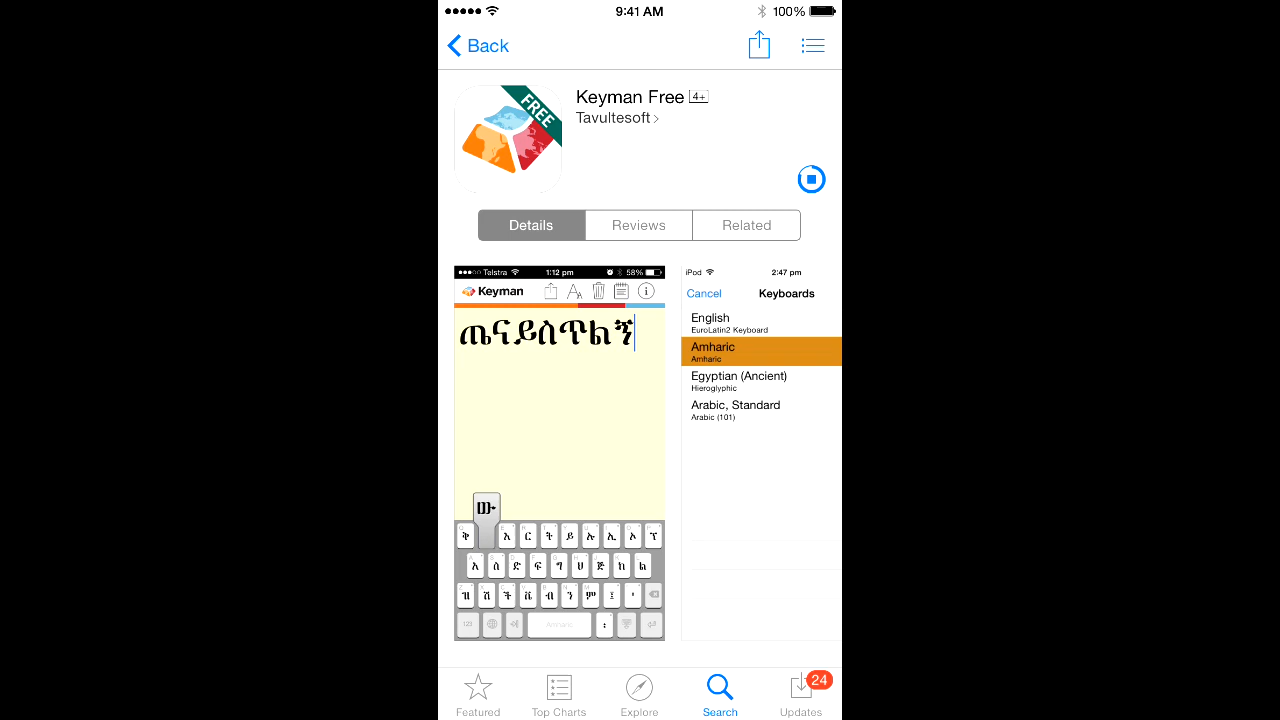 9:41 AM 100%
Back
FREE
Keyman Free 4+
Tavultesoft
Details Reviews Related
Telstra 1:12 pm 58%
Keyman
ጤናይስጥልኝ
ው
ቅ እ ር ት ይ ኡ ኢ ኦ ፕ
አ ስ ድ ፍ ግ ህ ጅ ክ ል
ዝ ሽ ች ቭ ብ ን ም ፤ '
123 Amharic ፡
iPod 2:47 pm
Cancel Keyboards
English
EuroLatin2 Keyboard
Amharic
Amharic
Egyptian (Ancient)
Hieroglyphic
Arabic, Standard
Arabic (101)
Featured Top Charts Explore Search Updates
24